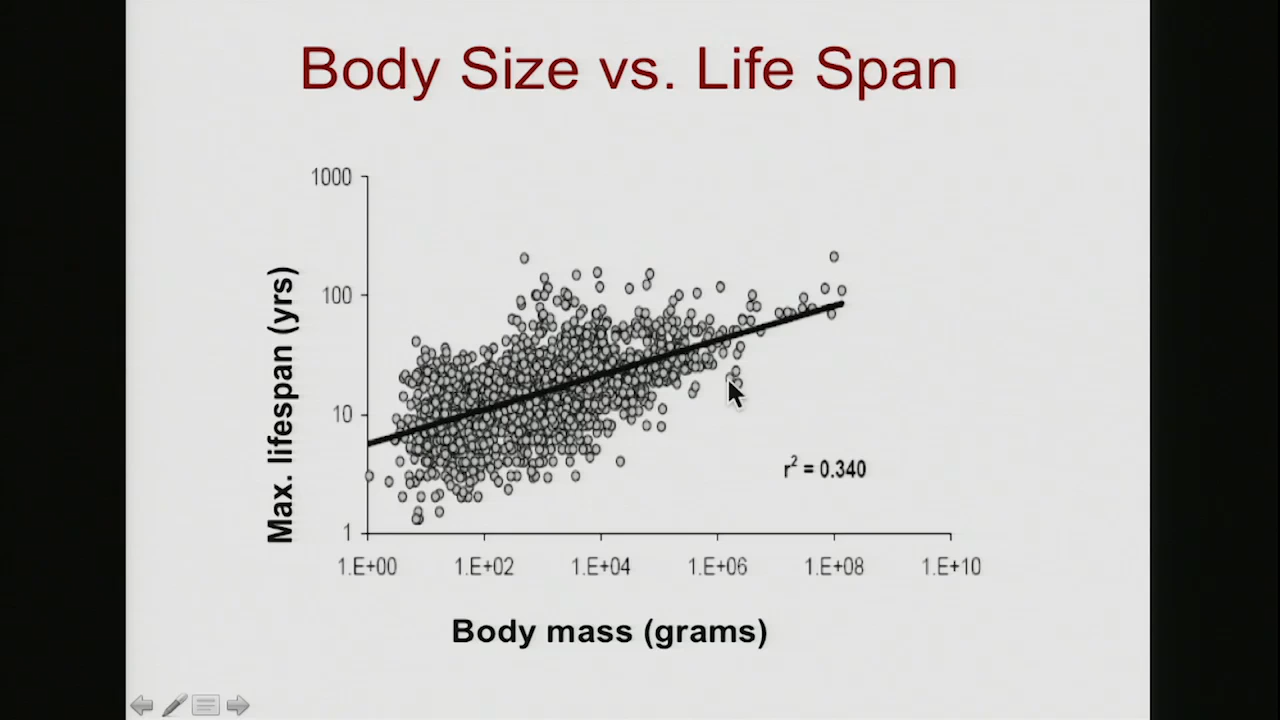 Body Size vs. Life Span
1000
100
10
1
Max. lifespan (yrs)
r² = 0.340
1.E+00 1.E+02 1.E+04 1.E+06 1.E+08 1.E+10
Body mass (grams)